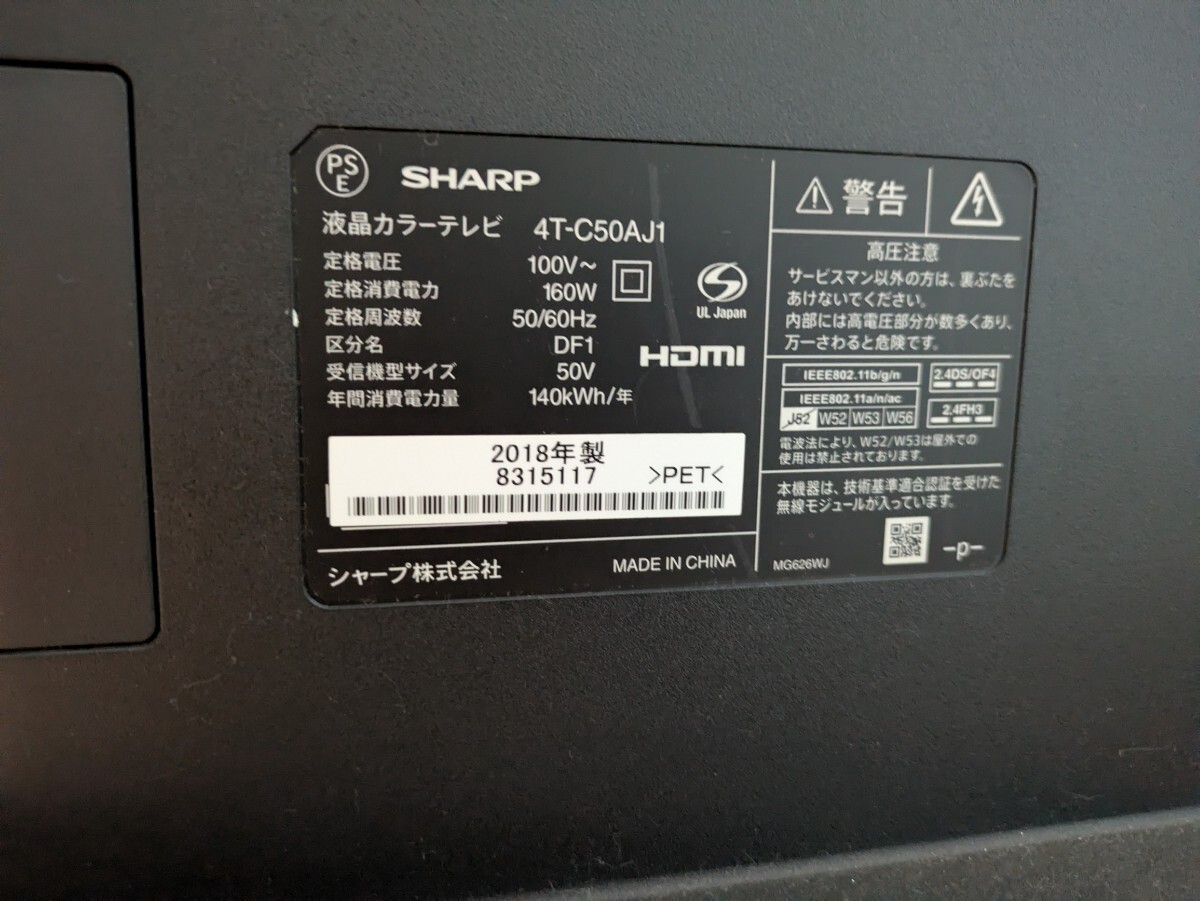 PS
E
SHARP
液晶カラーテレビ 4T-C50AJ1
定格電圧 100V~
定格消費電力 160W
定格周波数 50/60Hz
区分名 DF1
受信機型サイズ 50V
年間消費電力量 140kWh/年
UL Japan
HDMI
2018年製
8315117 >PET<
シャープ株式会社 MADE IN CHINA
警告
高圧注意
サービスマン以外の方は、裏ぶたを
あけないでください。
内部には高電圧部分が数多くあり、
万一さわると危険です。
IEEE802.11b/g/n 2.4DS/OF4
IEEE802.11a/n/ac
J52 W52 W53 W56 2.4FH3
電波法により、W52/W53は屋外での
使用は禁止されております。
本機器は、技術基準適合認証を受けた
無線モジュールが入っています。
MG626WJ -p-